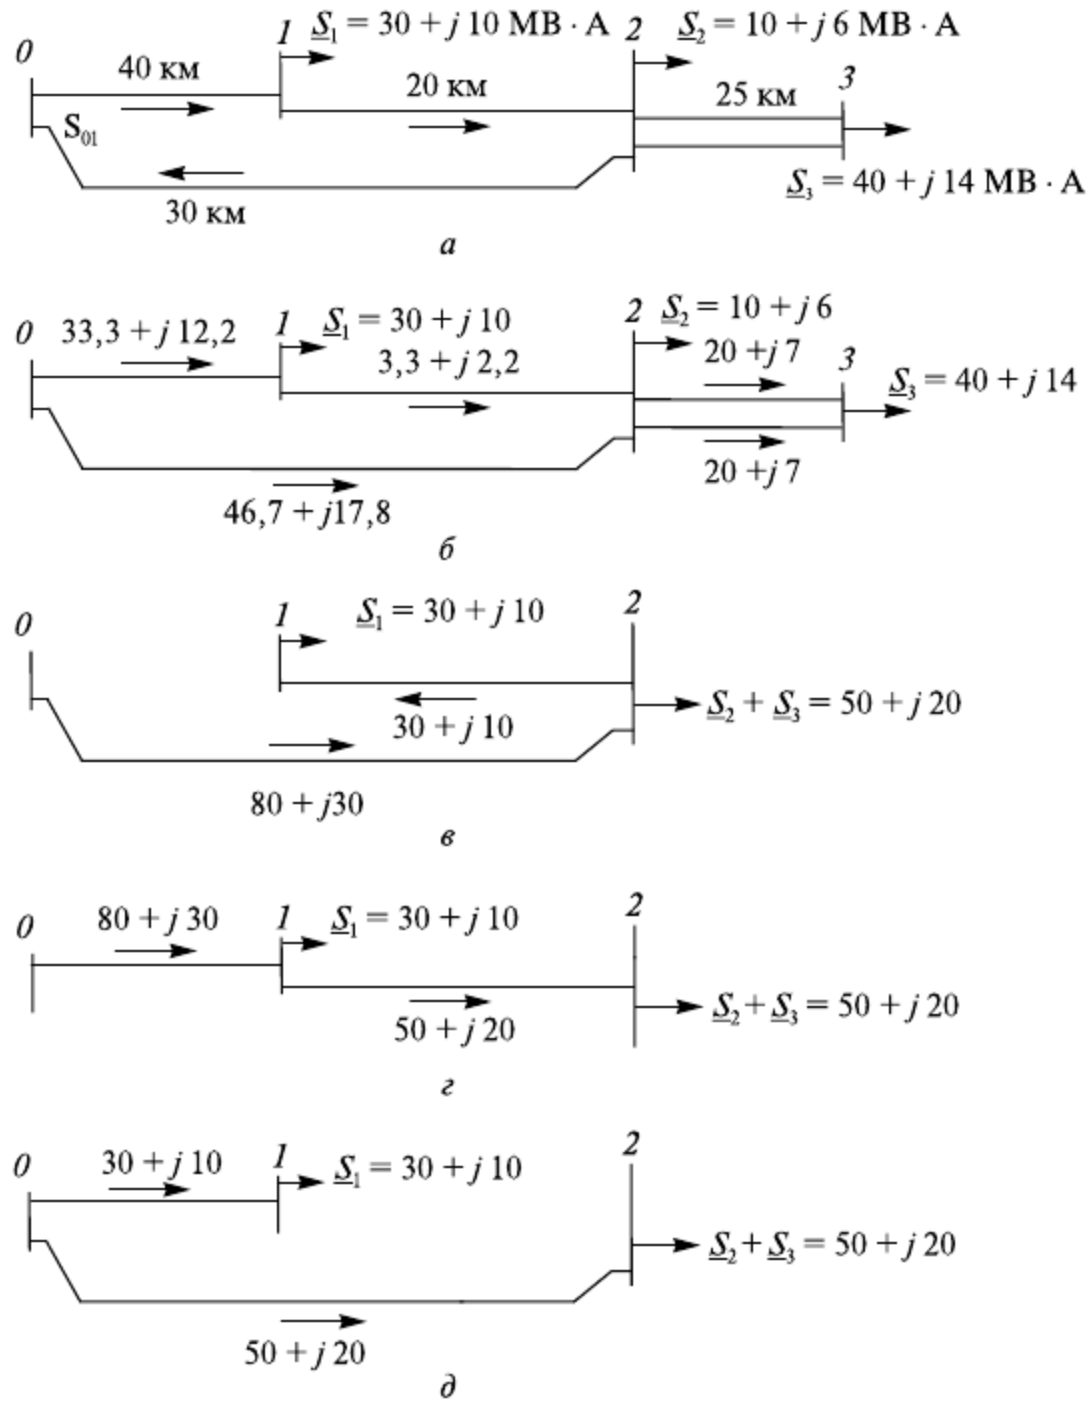 0
1
S₁ = 30 + j 10 МВ · А
2
S₂ = 10 + j 6 МВ · А
40 км
20 км
25 км
3
S₀₁
30 км
S₃ = 40 + j 14 МВ · А
а
0
33,3 + j 12,2
1
S₁ = 30 + j 10
3,3 + j 2,2
2
S₂ = 10 + j 6
20 + j 7
3
S₃ = 40 + j 14
20 + j 7
46,7 + j17,8
б
0
1
S₁ = 30 + j 10
2
30 + j 10
S₂ + S₃ = 50 + j 20
80 + j30
в
0
80 + j 30
1
S₁ = 30 + j 10
2
50 + j 20
S₂ + S₃ = 50 + j 20
г
0
30 + j 10
1
S₁ = 30 + j 10
2
S₂ + S₃ = 50 + j 20
50 + j 20
д